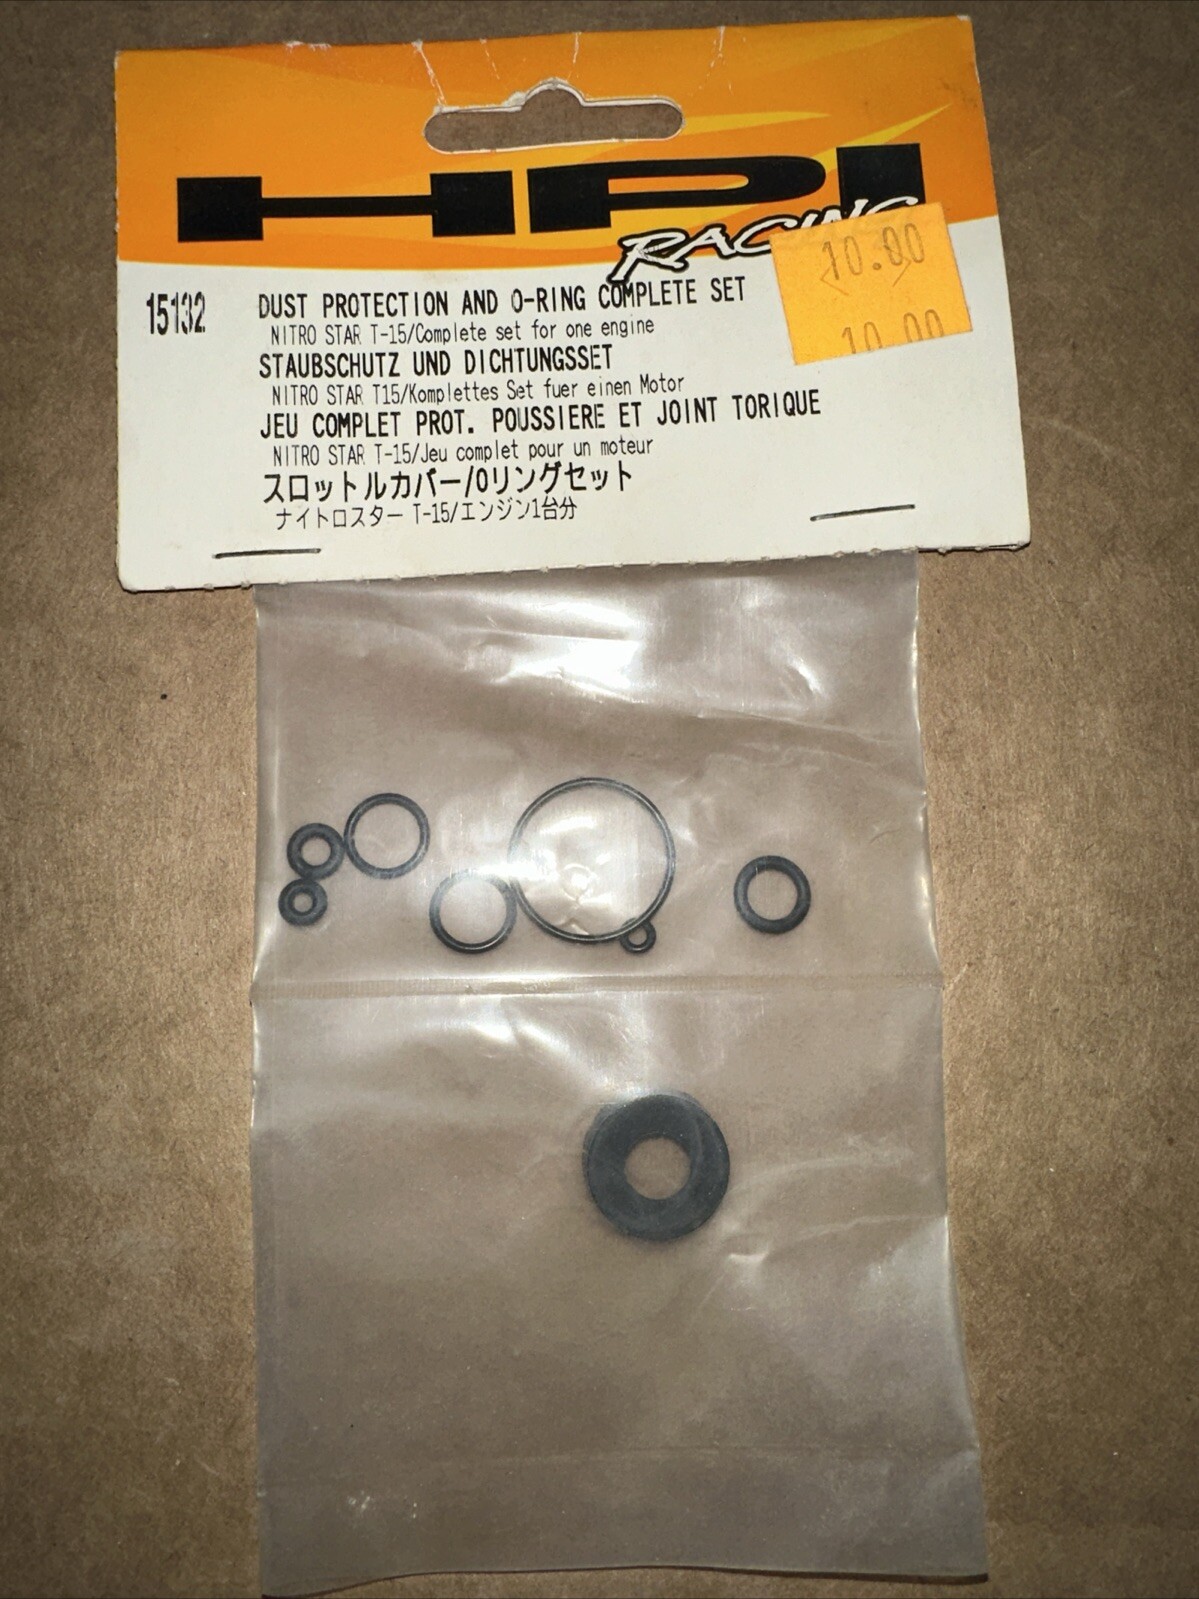 HPI
RACING
10.00
10.00
15132
DUST PROTECTION AND O-RING COMPLETE SET
NITRO STAR T-15/Complete set for one engine
STAUBSCHUTZ UND DICHTUNGSSET
NITRO STAR T15/Komplettes Set fuer einen Motor
JEU COMPLET PROT. POUSSIERE ET JOINT TORIQUE
NITRO STAR T-15/Jeu complet pour un moteur
スロットルカバー/Oリングセット
ナイトロスター T-15/エンジン1台分